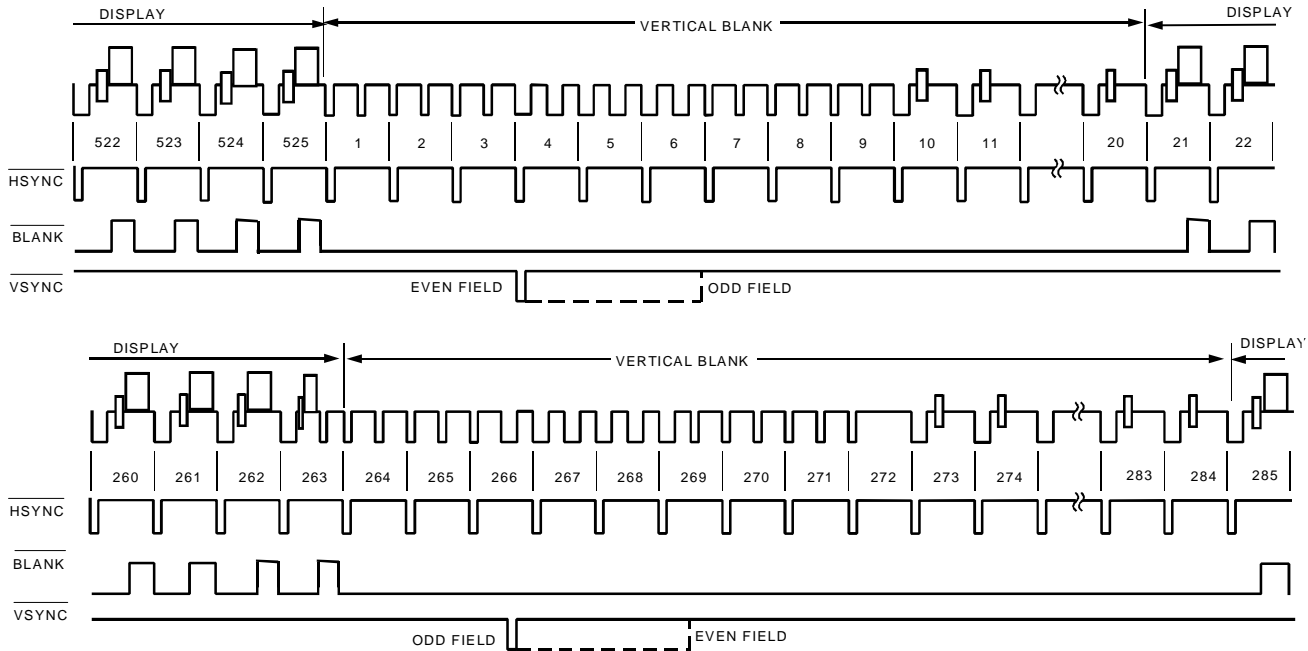 DISPLAY VERTICAL BLANK DISPLAY
522 523 524 525 1 2 3 4 5 6 7 8 9 10 11 20 21 22
HSYNC
BLANK
VSYNC
EVEN FIELD ODD FIELD
DISPLAY VERTICAL BLANK DISPLAY
260 261 262 263 264 265 266 267 268 269 270 271 272 273 274 283 284 285
HSYNC
BLANK
VSYNC
ODD FIELD EVEN FIELD